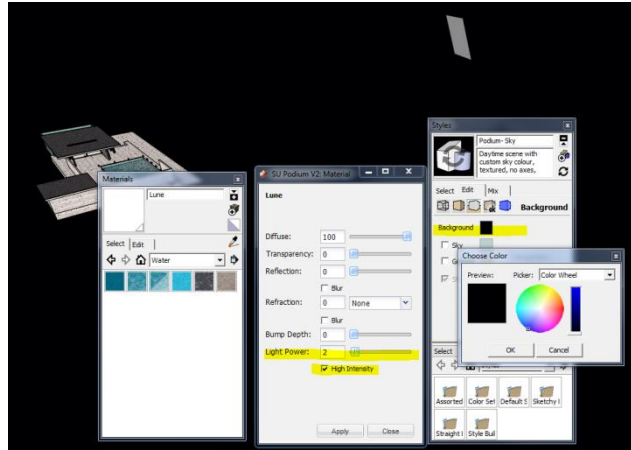 Materials
Lune
Select
Edit
Water
SU Podium V2: Material
Lune
Diffuse: 100
Transparency: 0
Reflection: 0
Blur
Refraction: 0 None
Blur
Bump Depth: 0
Light Power: 2
High Intensity
Apply Close
Styles
Podium- Sky
Daytime scene with
custom sky colour,
textured, no axes,
Select Edit Mix
Background
Background
Sky
Choose Color
Preview: Picker: Color Wheel
OK Cancel
Select
Assorted Color Set Default S Sketchy
Straight Style Buil